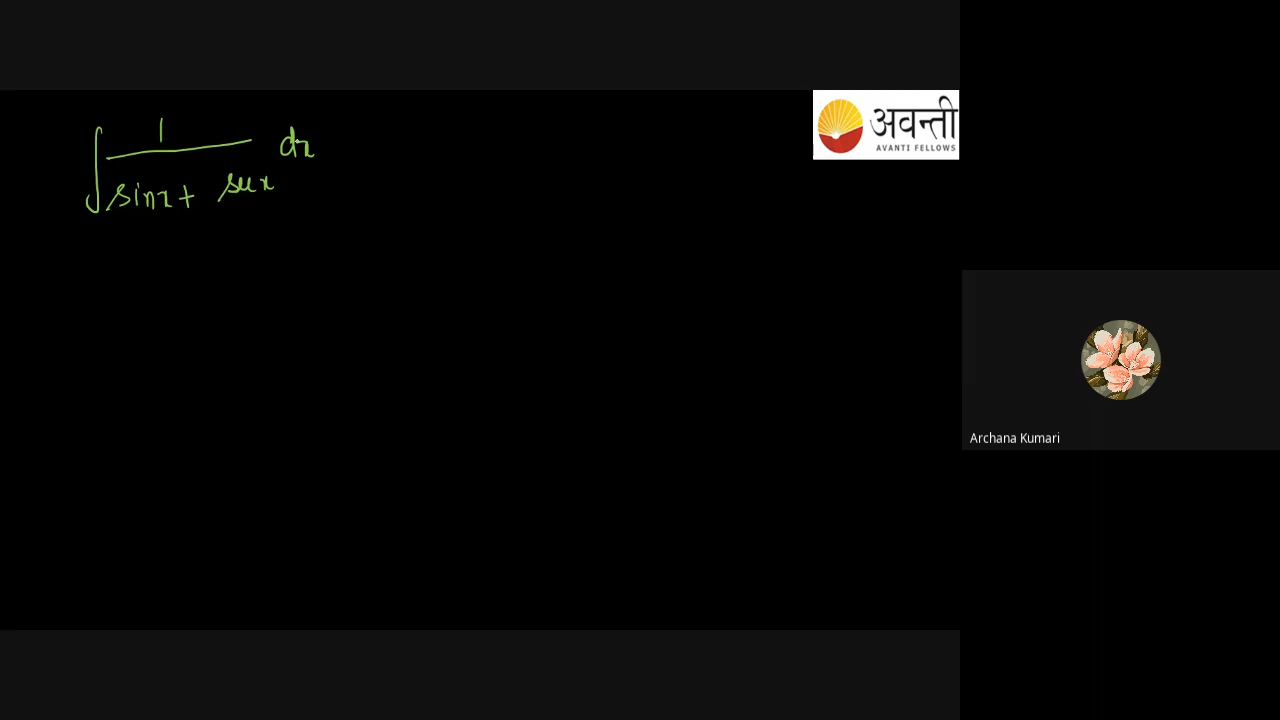 ∫ 1 / (sinx + secx) dx
अवन्ती
AVANTI FELLOWS
Archana Kumari